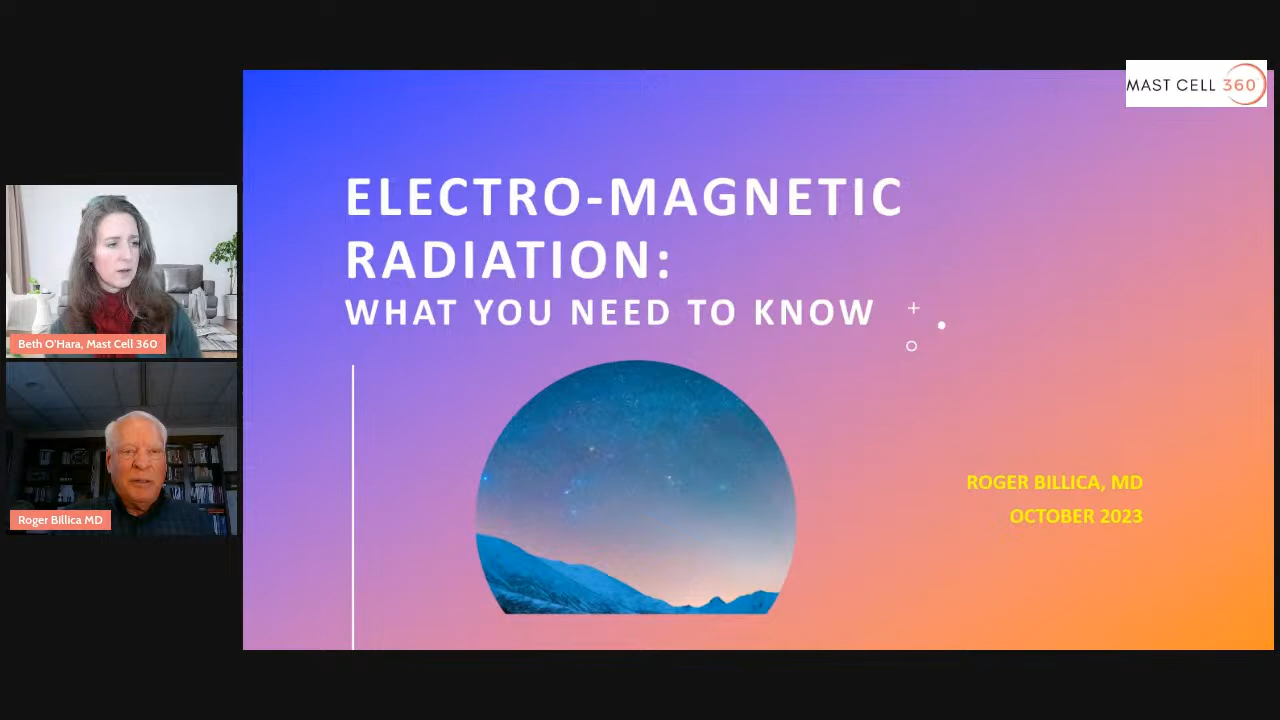 MAST CELL 360
ELECTRO-MAGNETIC
RADIATION:
WHAT YOU NEED TO KNOW
ROGER BILLICA, MD
OCTOBER 2023
Beth O'Hara, Mast Cell 360
Roger Billica MD